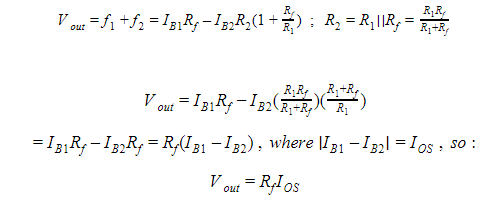 V_out = f_1 + f_2 = I_B1 R_f − I_B2 R_2 (1 + R_f/R_1) ; R_2 = R_1||R_f = R_1R_f/(R_1+R_f)
V_out = I_B1 R_f − I_B2 (R_1R_f/(R_1+R_f)) ((R_1+R_f)/R_1)
= I_B1 R_f − I_B2 R_f = R_f(I_B1 − I_B2) , where |I_B1 − I_B2| = I_OS , so :
V_out = R_f I_OS